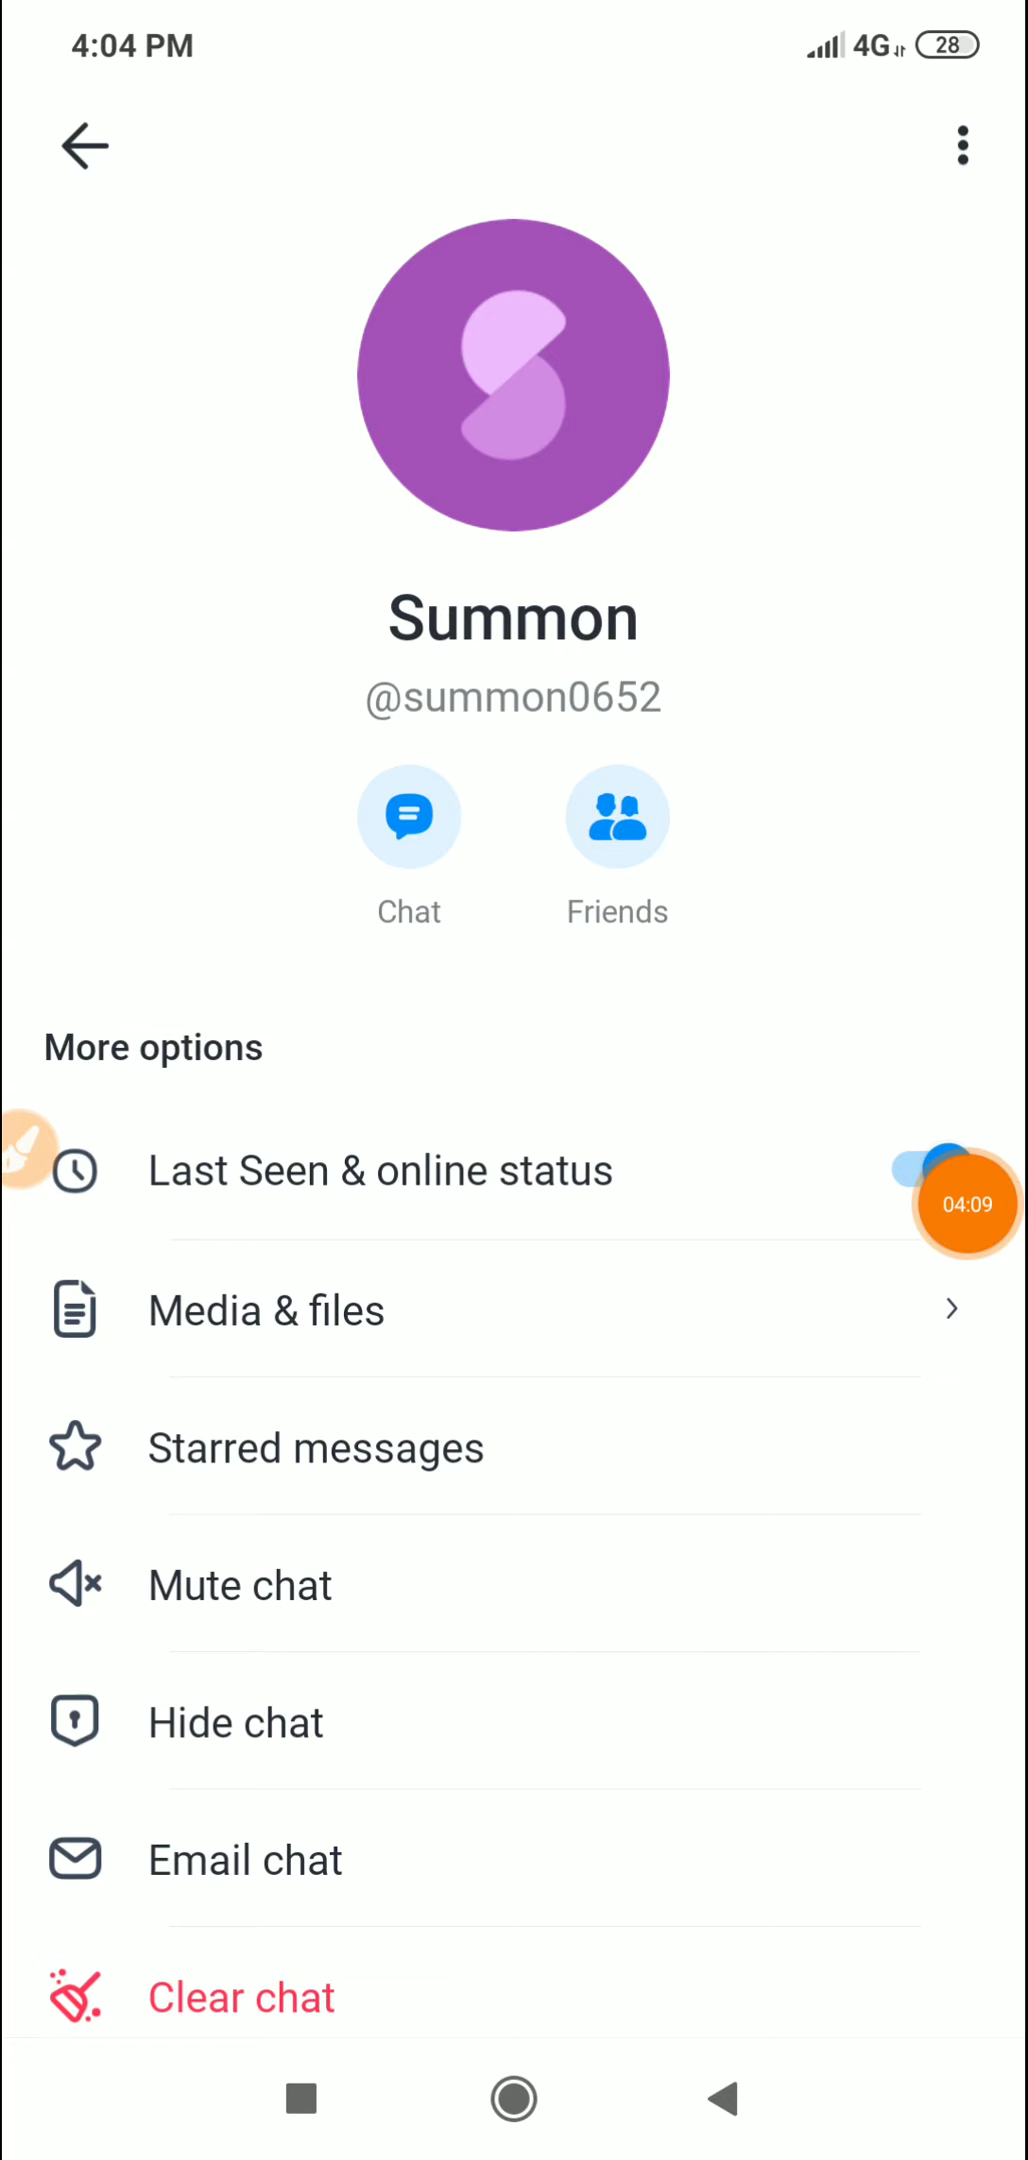 4:04 PM
4G 28
Summon
@summon0652
Chat Friends
More options
Last Seen & online status
04:09
Media & files
Starred messages
Mute chat
Hide chat
Email chat
Clear chat